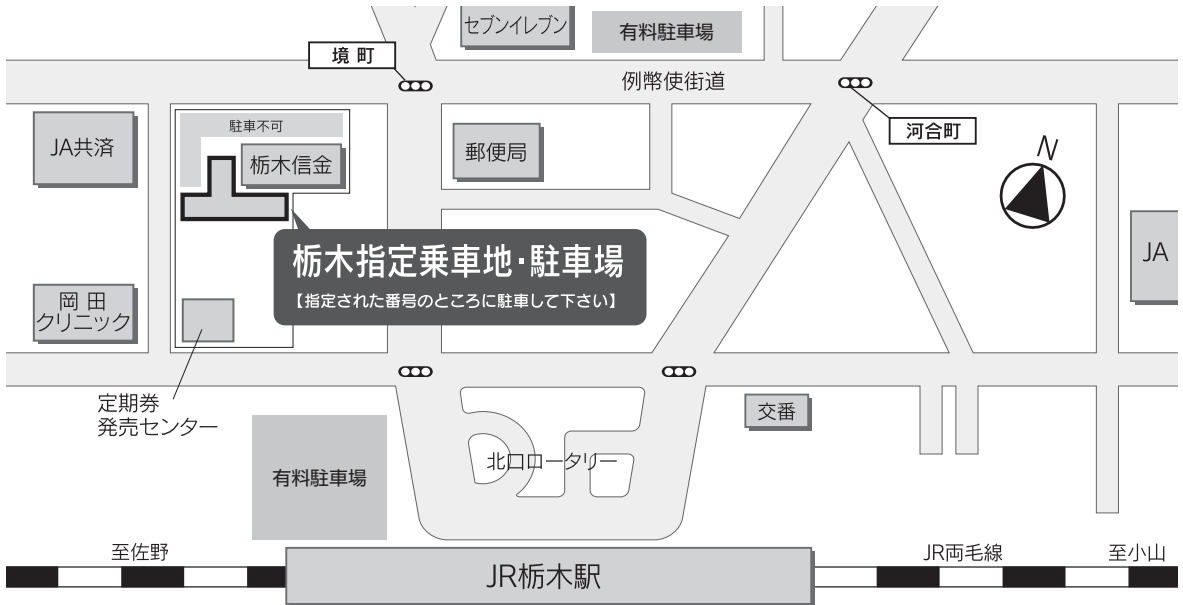 セブンイレブン
有料駐車場
境町
例幣使街道
河合町
N
JA共済
駐車不可
栃木信金
郵便局
栃木指定乗車地・駐車場
【指定された番号のところに駐車して下さい】
JA
岡田
クリニック
定期券
発売センター
交番
北口ロータリー
有料駐車場
至佐野
JR両毛線
至小山
JR栃木駅